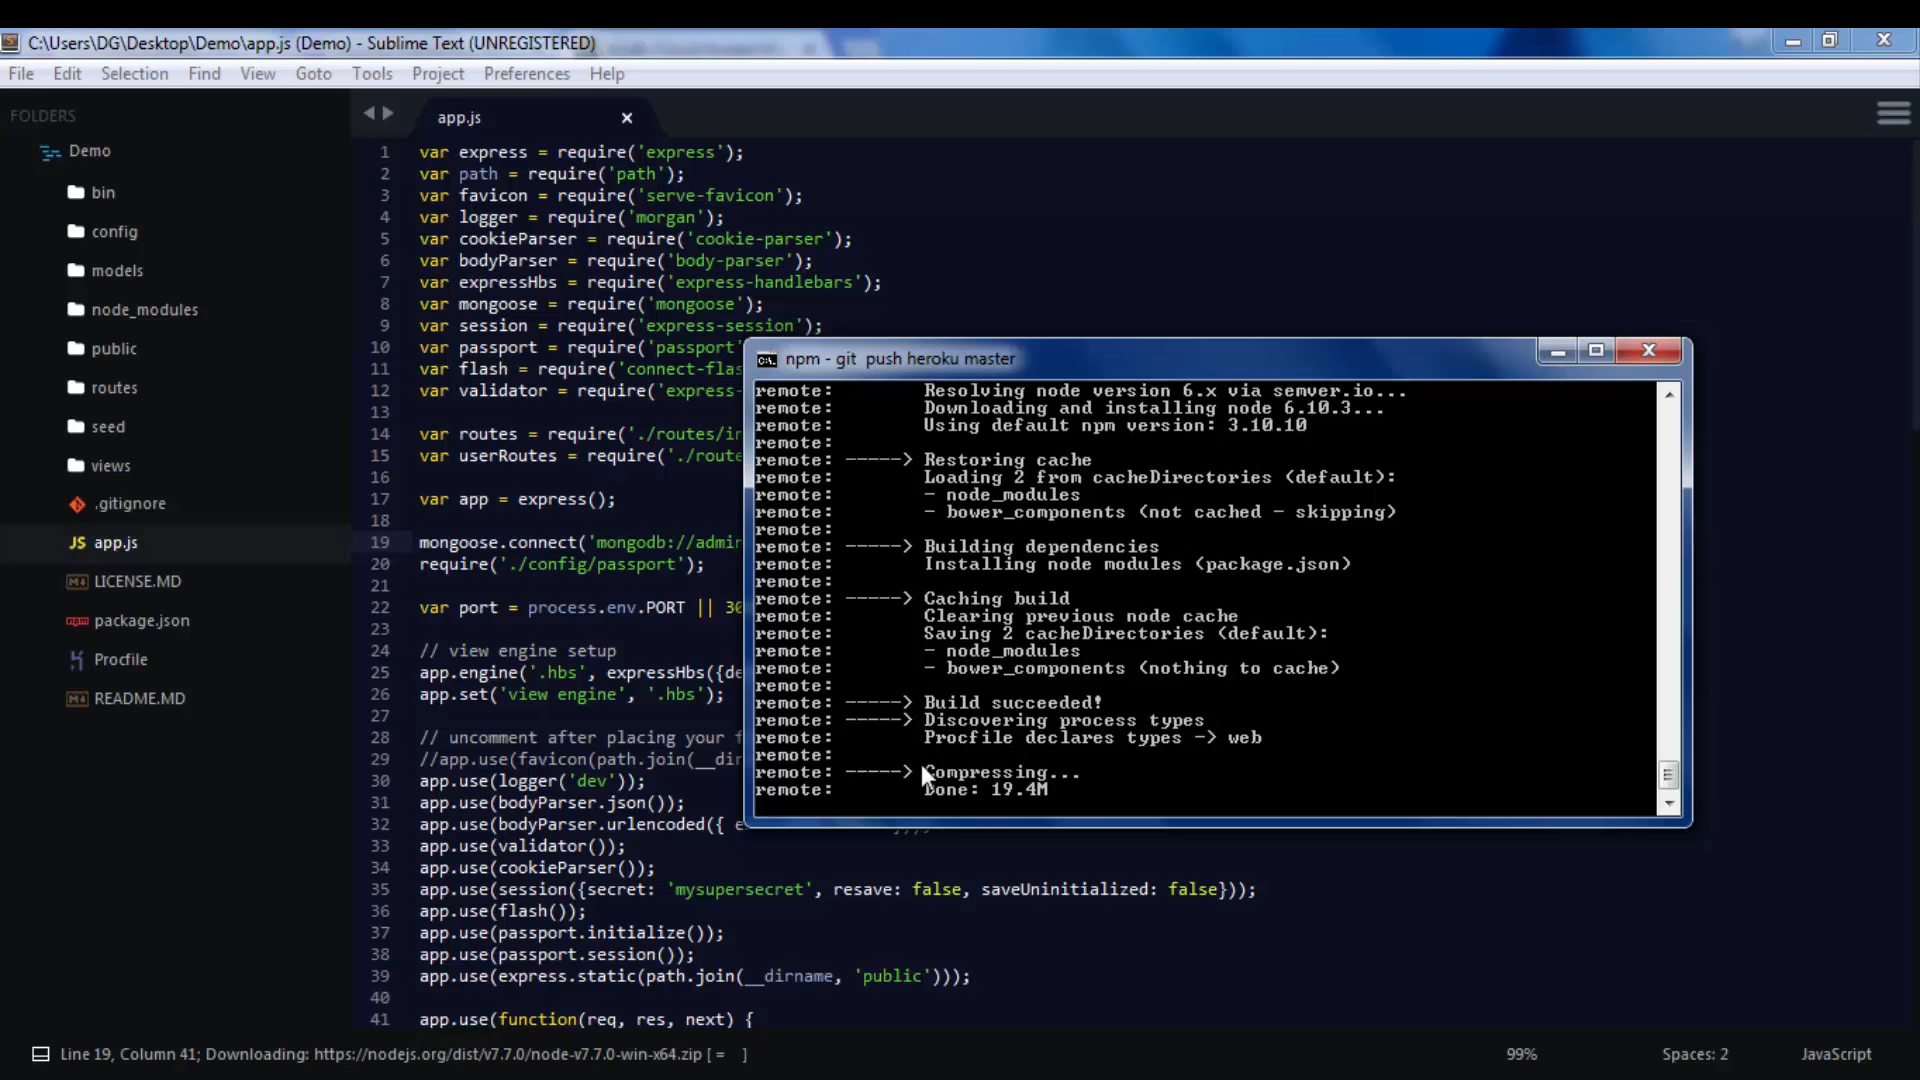 C:\Users\DG\Desktop\Demo\app.js (Demo) - Sublime Text (UNREGISTERED)
File Edit Selection Find View Goto Tools Project Preferences Help
FOLDERS
Demo
bin
config
models
node_modules
public
routes
seed
views
.gitignore
JS app.js
LICENSE.MD
npm package.json
Procfile
README.MD
app.js
1 var express = require('express');
2 var path = require('path');
3 var favicon = require('serve-favicon');
4 var logger = require('morgan');
5 var cookieParser = require('cookie-parser');
6 var bodyParser = require('body-parser');
7 var expressHbs = require('express-handlebars');
8 var mongoose = require('mongoose');
9 var session = require('express-session');
10 var passport = require('passport'
11 var flash = require('connect-flas
12 var validator = require('express-
13
14 var routes = require('./routes/in
15 var userRoutes = require('./route
16
17 var app = express();
18
19 mongoose.connect('mongodb://admin
20 require('./config/passport');
21
22 var port = process.env.PORT || 30
23
24 // view engine setup
25 app.engine('.hbs', expressHbs({de
26 app.set('view engine', '.hbs');
27
28 // uncomment after placing your f
29 //app.use(favicon(path.join(__dir
30 app.use(logger('dev'));
31 app.use(bodyParser.json());
32 app.use(bodyParser.urlencoded({ e
33 app.use(validator());
34 app.use(cookieParser());
35 app.use(session({secret: 'mysupersecret', resave: false, saveUninitialized: false}));
36 app.use(flash());
37 app.use(passport.initialize());
38 app.use(passport.session());
39 app.use(express.static(path.join(__dirname, 'public')));
40
41 app.use(function(req, res, next) {
npm - git push heroku master
remote: Resolving node version 6.x via semver.io...
remote: Downloading and installing node 6.10.3...
remote: Using default npm version: 3.10.10
remote:
remote: -----> Restoring cache
remote: Loading 2 from cacheDirectories (default):
remote: - node_modules
remote: - bower_components (not cached - skipping)
remote:
remote: -----> Building dependencies
remote: Installing node modules (package.json)
remote:
remote: -----> Caching build
remote: Clearing previous node cache
remote: Saving 2 cacheDirectories (default):
remote: - node_modules
remote: - bower_components (nothing to cache)
remote:
remote: -----> Build succeeded!
remote: -----> Discovering process types
remote: Procfile declares types -> web
remote:
remote: -----> Compressing...
remote: Done: 19.4M
Line 19, Column 41; Downloading: https://nodejs.org/dist/v7.7.0/node-v7.7.0-win-x64.zip [ = ]
99% Spaces: 2 JavaScript